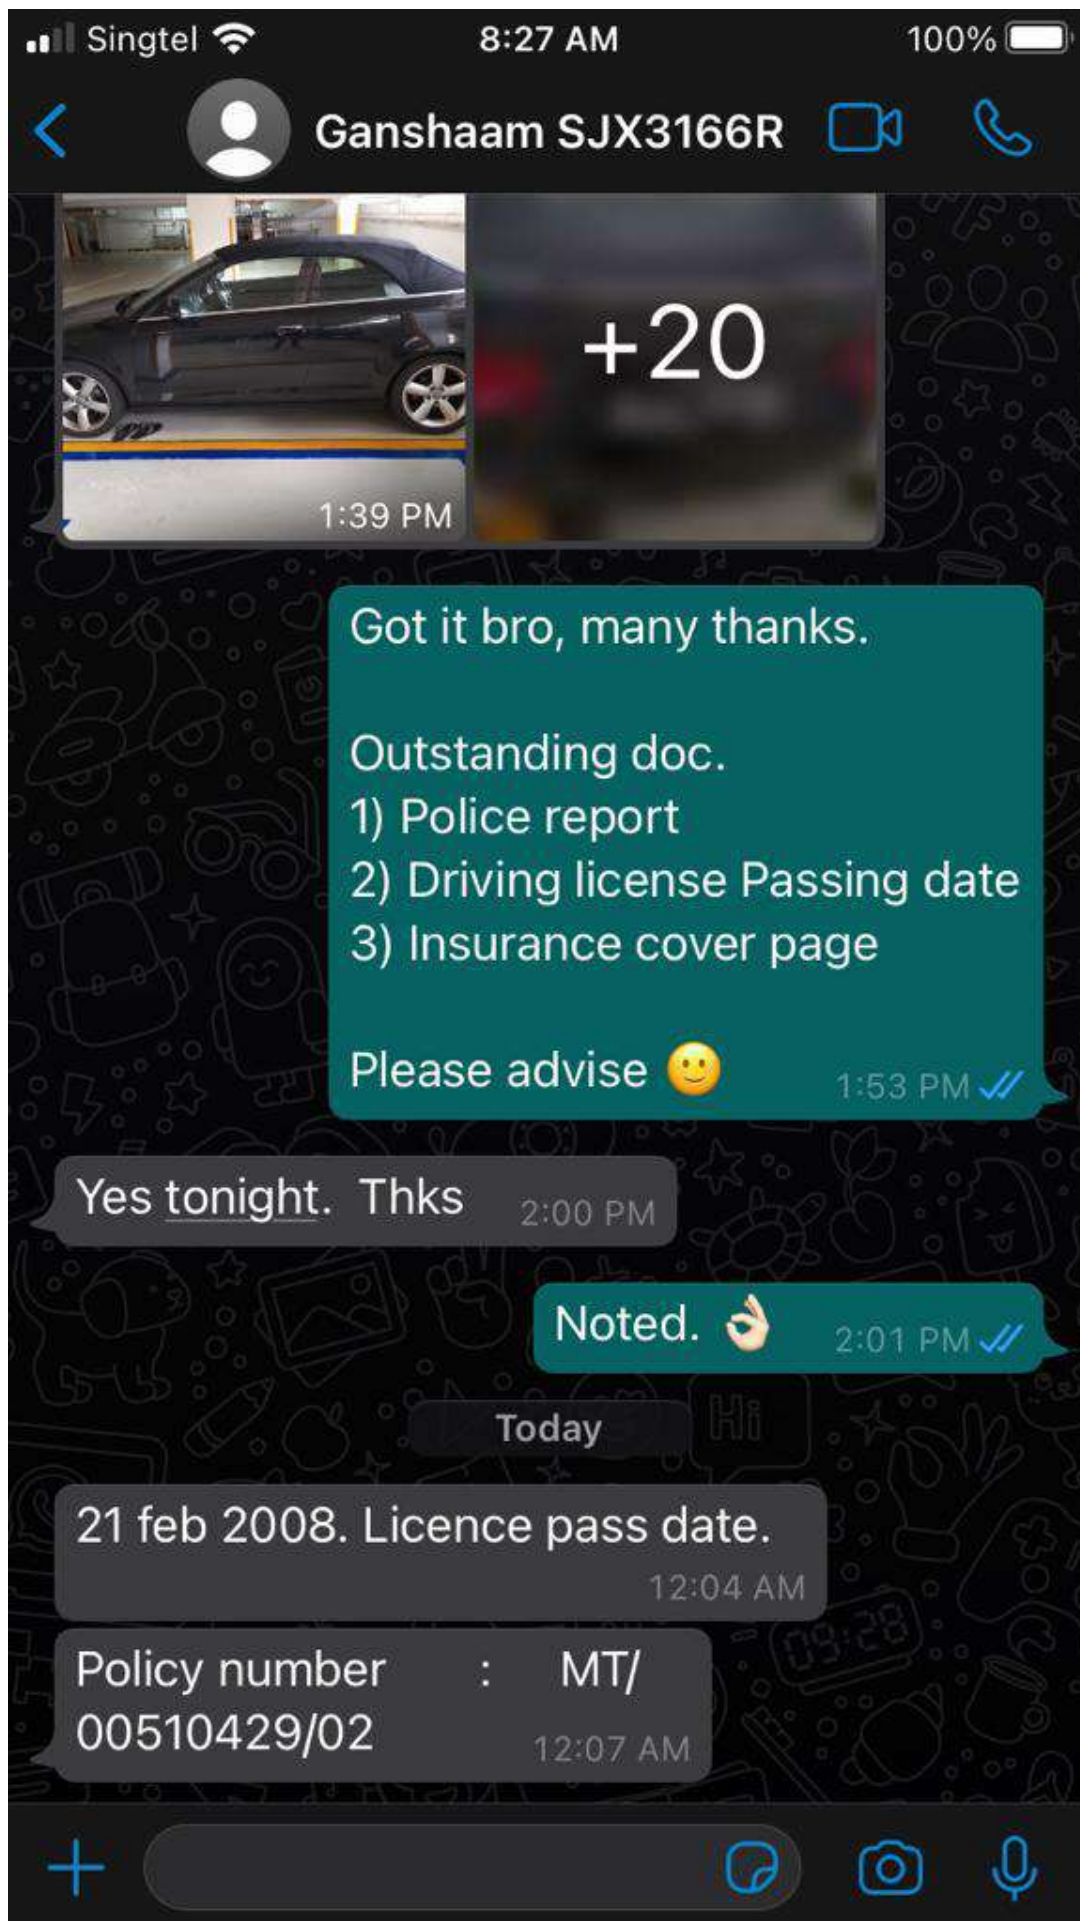 Singtel
8:27 AM
100%
Ganshaam SJX3166R
+20
1:39 PM
Got it bro, many thanks.
Outstanding doc.
1) Police report
2) Driving license Passing date
3) Insurance cover page
Please advise 🙂
1:53 PM
Yes tonight. Thks
2:00 PM
Noted. 👌🏻
2:01 PM
Today
Hi
21 feb 2008. Licence pass date.
12:04 AM
09:28
Policy number : MT/
00510429/02
12:07 AM